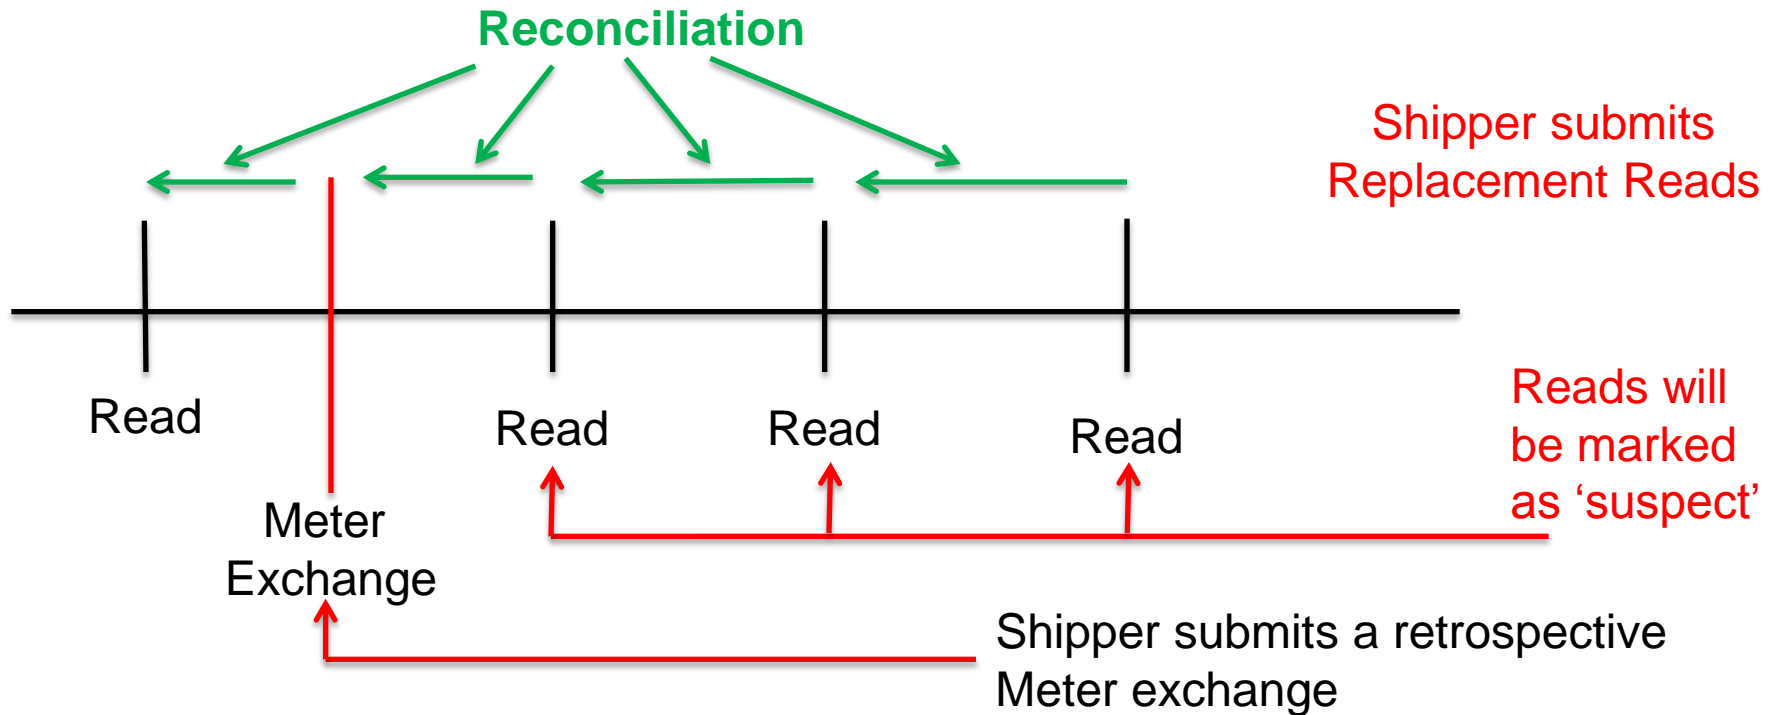 Reconciliation
Shipper submits
Replacement Reads
Read
Read
Read
Read
Reads will
be marked
as ‘suspect’
Meter
Exchange
Shipper submits a retrospective
Meter exchange